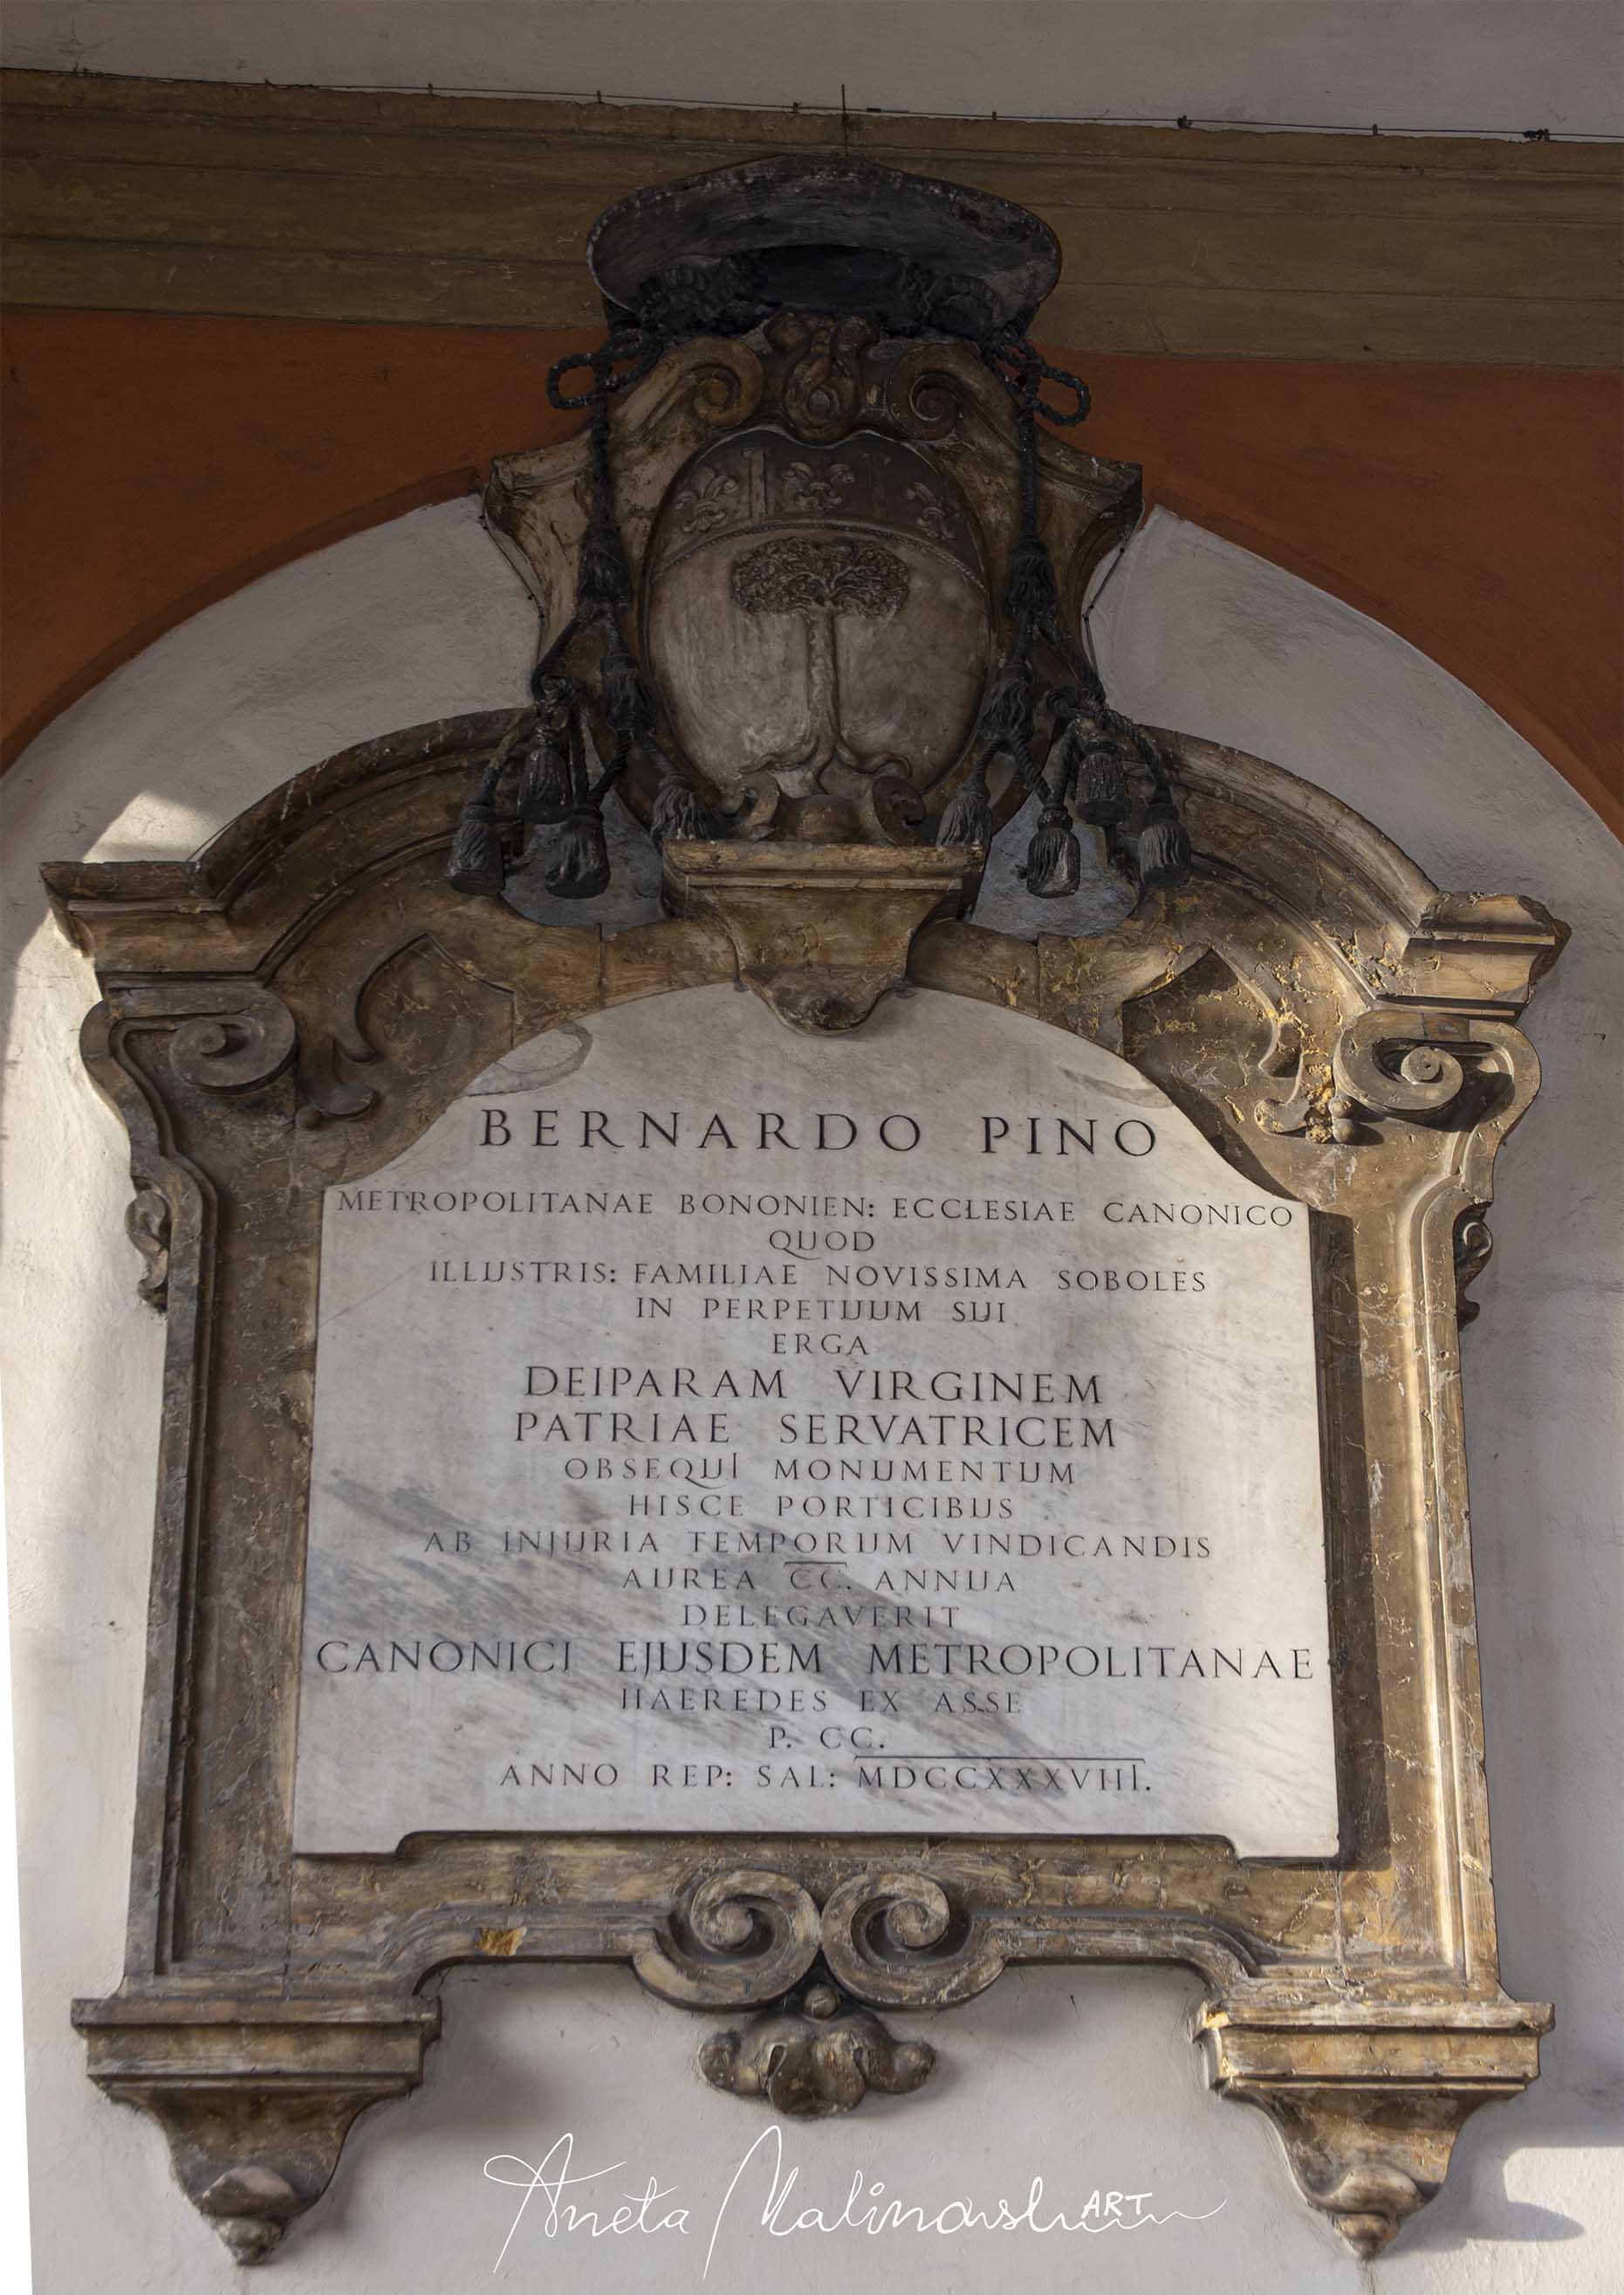 BERNARDO PINO
METROPOLITANAE BONONIEN: ECCLESIAE CANONICO
QUOD
ILLUSTRIS: FAMILIAE NOVISSIMA SOBOLES
IN PERPETUUM SUI
ERGA
DEIPARAM VIRGINEM
PATRIAE SERVATRICEM
OBSEQUI MONUMENTUM
HISCE PORTICIBUS
AB INJURIA TEMPORUM VINDICANDIS
AUREA CC. ANNUA
DELEGAVERIT
CANONICI EJUSDEM METROPOLITANAE
HAEREDES EX ASSE
P. CC.
ANNO REP: SAL: MDCCXXXVIII.
Aneta Malinowska ART